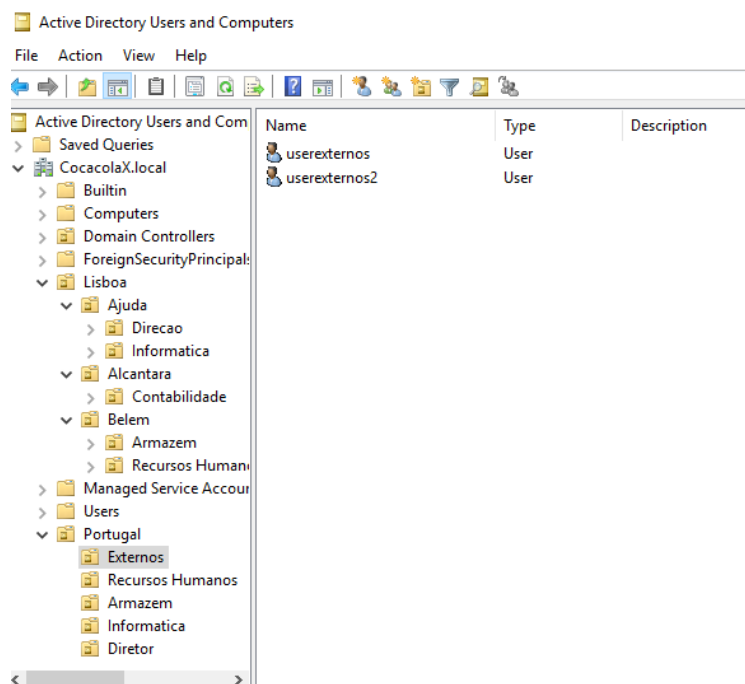 Active Directory Users and Computers
File Action View Help
Active Directory Users and Com
Saved Queries
CocacolaX.local
Builtin
Computers
Domain Controllers
ForeignSecurityPrincipals
Lisboa
Ajuda
Direcao
Informatica
Alcantara
Contabilidade
Belem
Armazem
Recursos Human
Managed Service Accour
Users
Portugal
Externos
Recursos Humanos
Armazem
Informatica
Diretor
Name Type Description
userexternos User
userexternos2 User